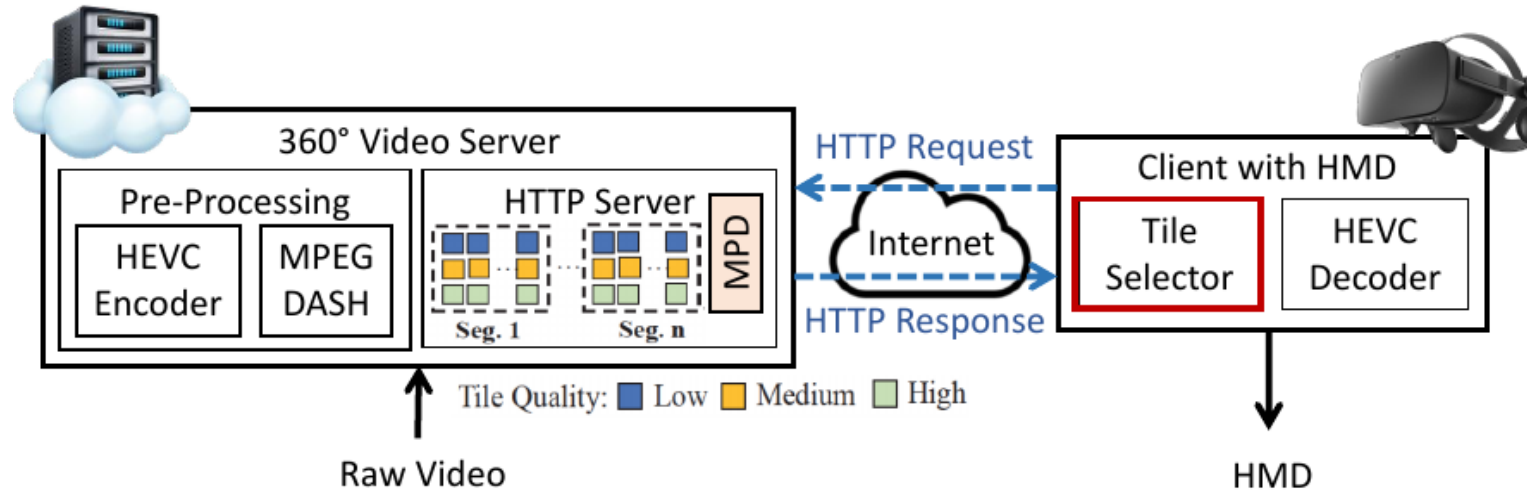 360° Video Server
Pre-Processing
HEVC
Encoder
MPEG
DASH
HTTP Server
Seg. 1
Seg. n
MPD
HTTP Request
Internet
HTTP Response
Client with HMD
Tile
Selector
HEVC
Decoder
Tile Quality: Low Medium High
Raw Video
HMD